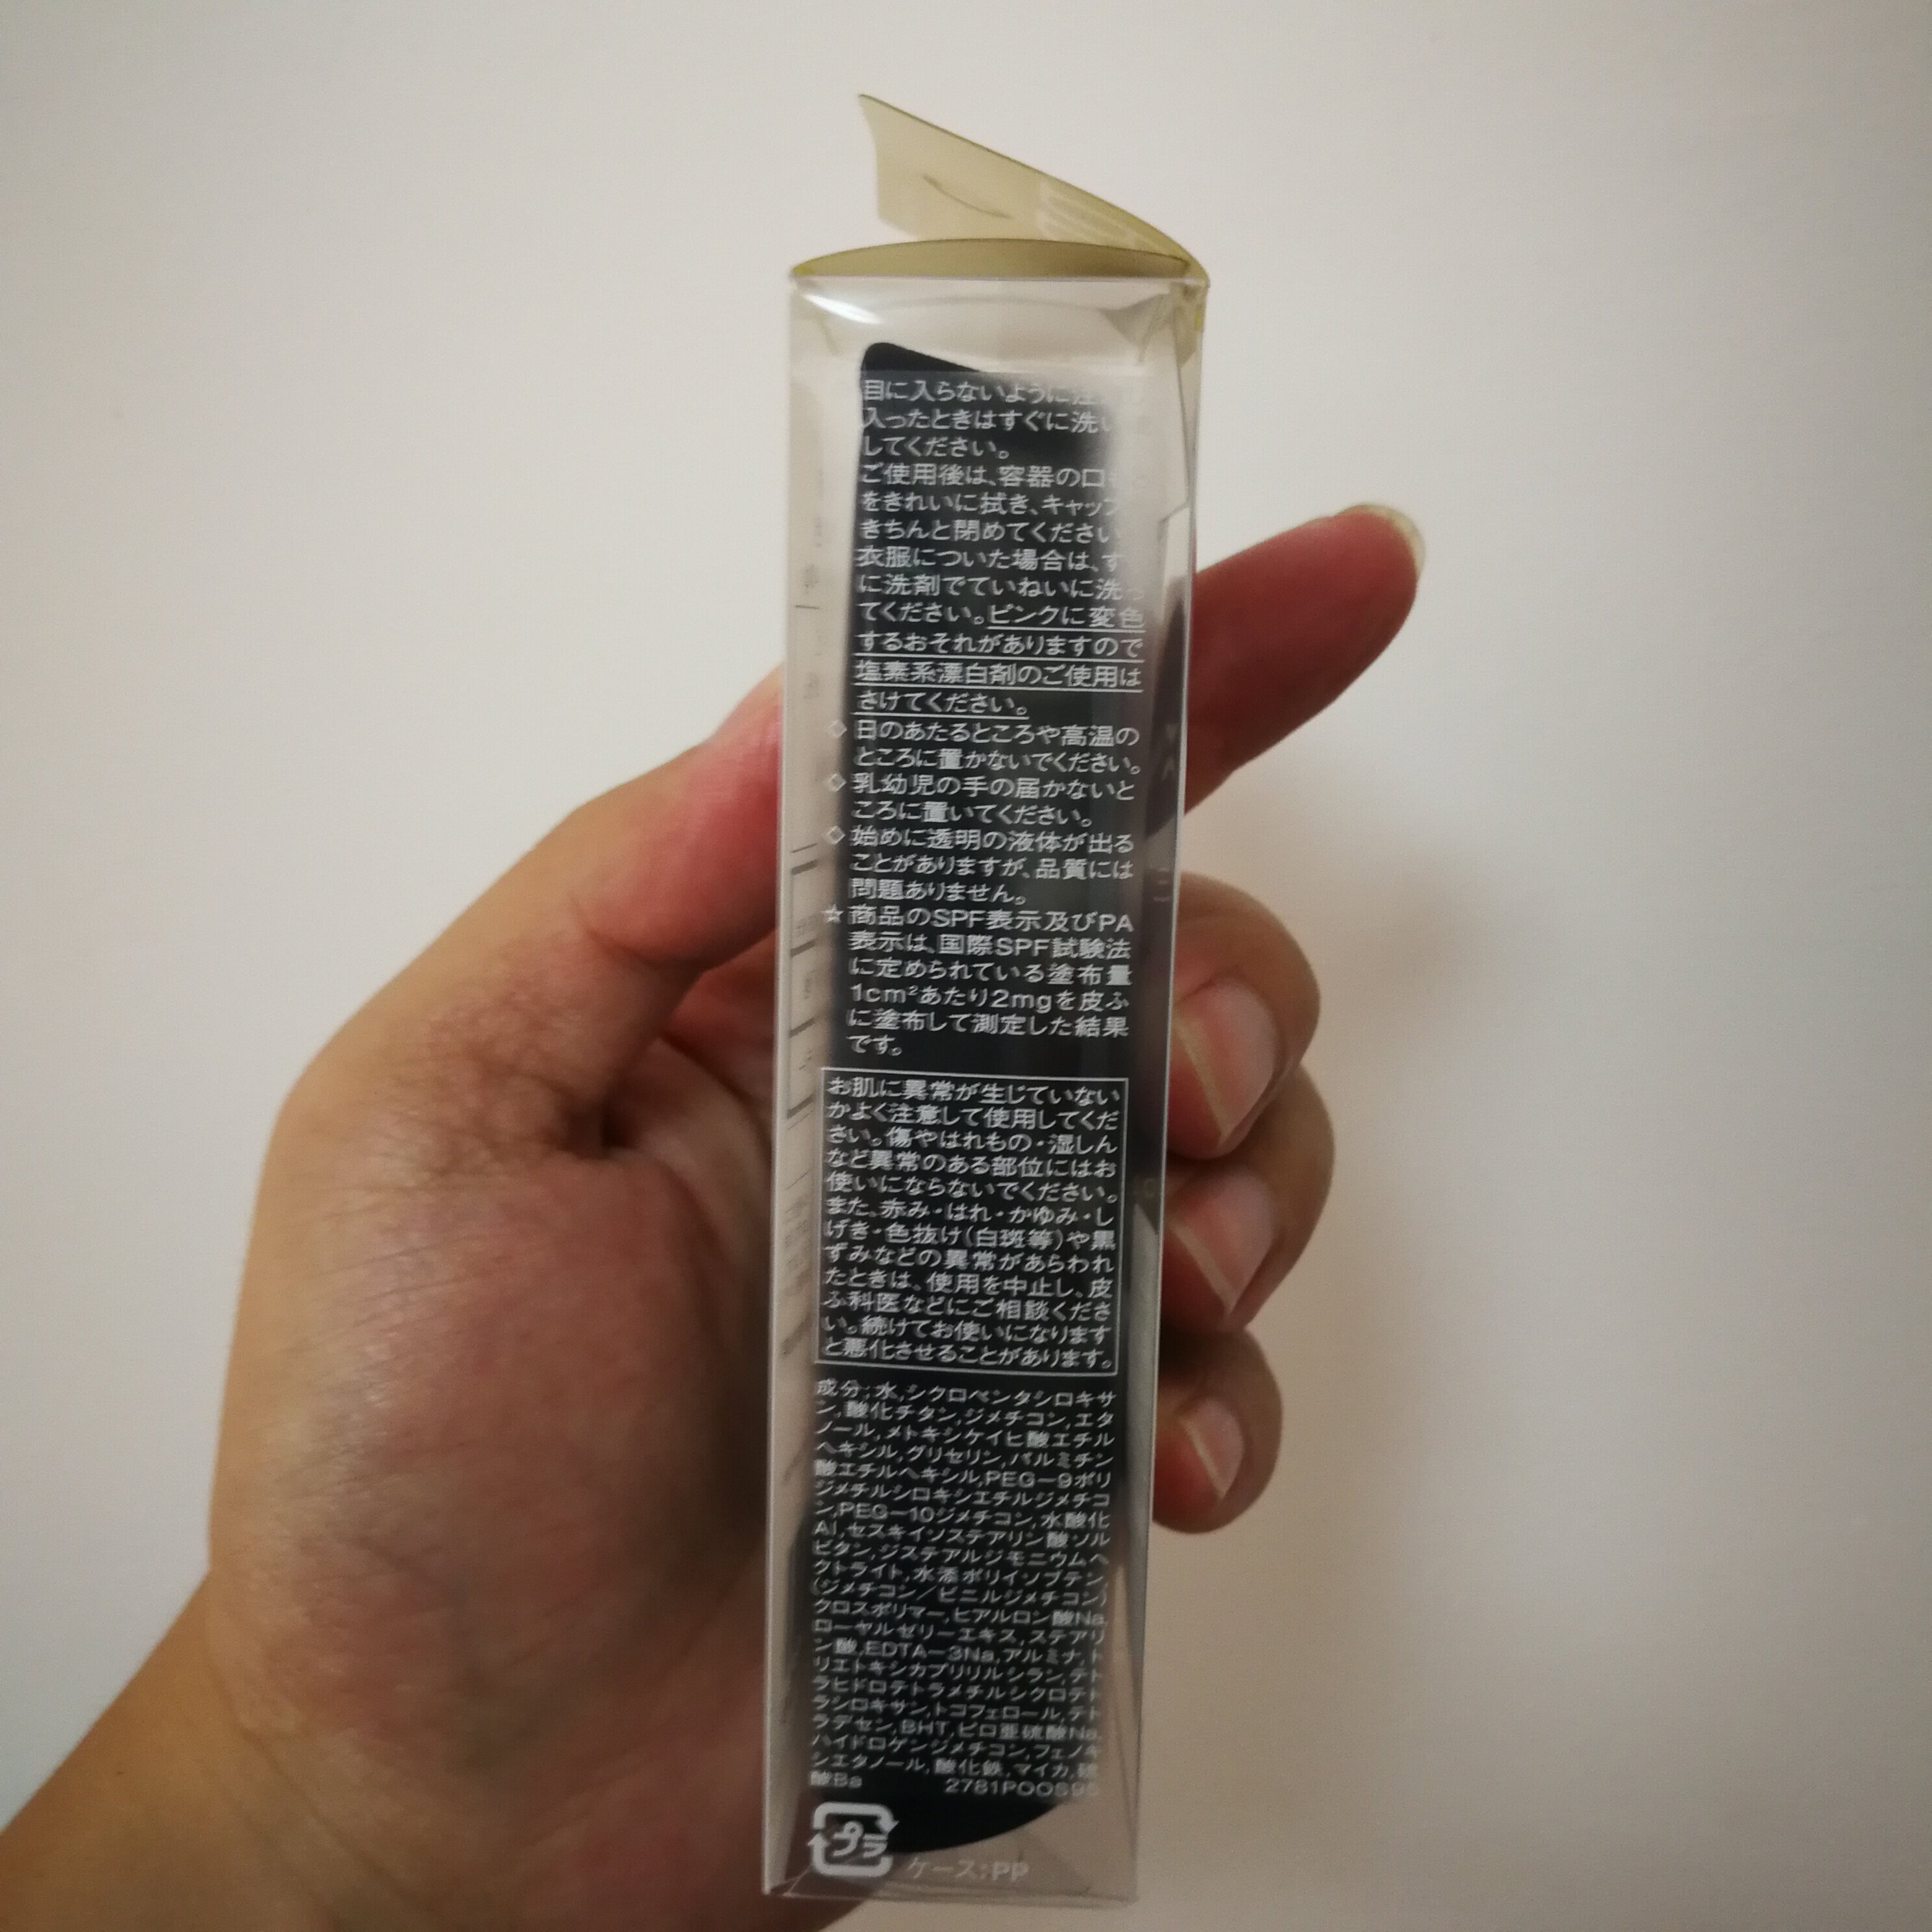 目に入らないように注
入ったときはすぐに洗い
してください。
ご使用後は、容器の口
をきれいに拭き、キャップ
きちんと閉めてください
衣服についた場合は、す
に洗剤でていねいに洗っ
てください。ピンクに変色
するおそれがありますので
塩素系漂白剤のご使用は
さけてください。
◇日のあたるところや高温の
ところに置かないでください。
◇乳幼児の手の届かないと
ころに置いてください。
◇始めに透明の液体が出る
ことがありますが、品質には
問題ありません。
☆商品のSPF表示及びPA
表示は、国際SPF試験法
に定められている塗布量
1cm²あたり2mgを皮ふ
に塗布して測定した結果
です。
お肌に異常が生じていない
かよく注意して使用してくだ
さい。傷やはれもの・湿しん
など異常のある部位にはお
使いにならないでください。
また、赤み・はれ・かゆみ・し
げき・色抜け(白斑等)や黒
ずみなどの異常があらわれ
たときは、使用を中止し、皮
ふ科医などにご相談くださ
い。続けてお使いになります
と悪化させることがあります。
成分:水,シクロペンタシロキサ
ン,酸化チタン,ジメチコン,エタ
ノール,メトキシケイヒ酸エチル
ヘキシル,グリセリン,パルミチン
酸エチルヘキシル,PEG-9ポリ
ジメチルシロキシエチルジメチコ
ン,PEG-10ジメチコン,水酸化
Al,セスキイソステアリン酸ソル
ビタン,ジステアルジモニウムヘ
クトライト,水添ポリイソブテン,
(ジメチコン/ビニルジメチコン)
クロスポリマー,ヒアルロン酸Na,
ローヤルゼリーエキス,ステアリ
ン酸,EDTA-3Na,アルミナ,ト
リエトキシカプリリルシラン,テト
ラヒドロテトラメチルシクロテト
ラシロキサン,トコフェロール,テト
ラデセン,BHT,ピロ亜硫酸Na,
ハイドロゲンジメチコン,フェノキ
シエタノール,酸化鉄,マイカ,硫
酸Ba
プラ
ケース:PP